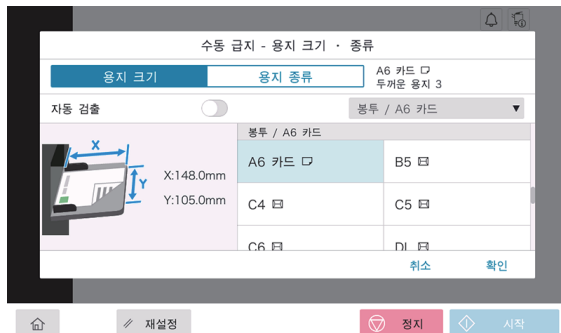 수동 급지 - 용지 크기 · 종류
용지 크기
용지 종류
A6 카드
두꺼운 용지 3
자동 검출
봉투 / A6 카드
X
Y
X:148.0mm
Y:105.0mm
봉투 / A6 카드
A6 카드
B5
C4
C5
C6
DL
취소
확인
재설정
정지
시작